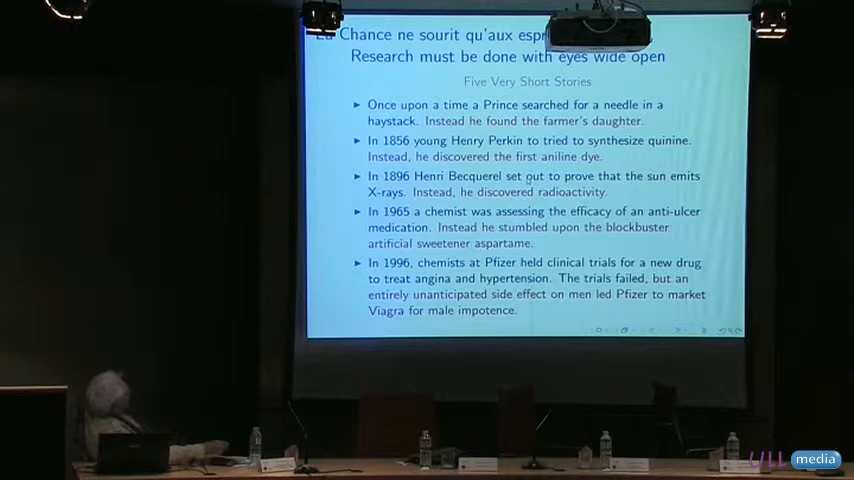 La Chance ne sourit qu'aux espr
Research must be done with eyes wide open
Five Very Short Stories
► Once upon a time a Prince searched for a needle in a
haystack. Instead he found the farmer's daughter.
► In 1856 young Henry Perkin to tried to synthesize quinine.
Instead, he discovered the first aniline dye.
► In 1896 Henri Becquerel set out to prove that the sun emits
X-rays. Instead, he discovered radioactivity.
► In 1965 a chemist was assessing the efficacy of an anti-ulcer
medication. Instead he stumbled upon the blockbuster
artificial sweetener aspartame.
► In 1996, chemists at Pfizer held clinical trials for a new drug
to treat angina and hypertension. The trials failed, but an
entirely unanticipated side effect on men led Pfizer to market
Viagra for male impotence.
ULL media